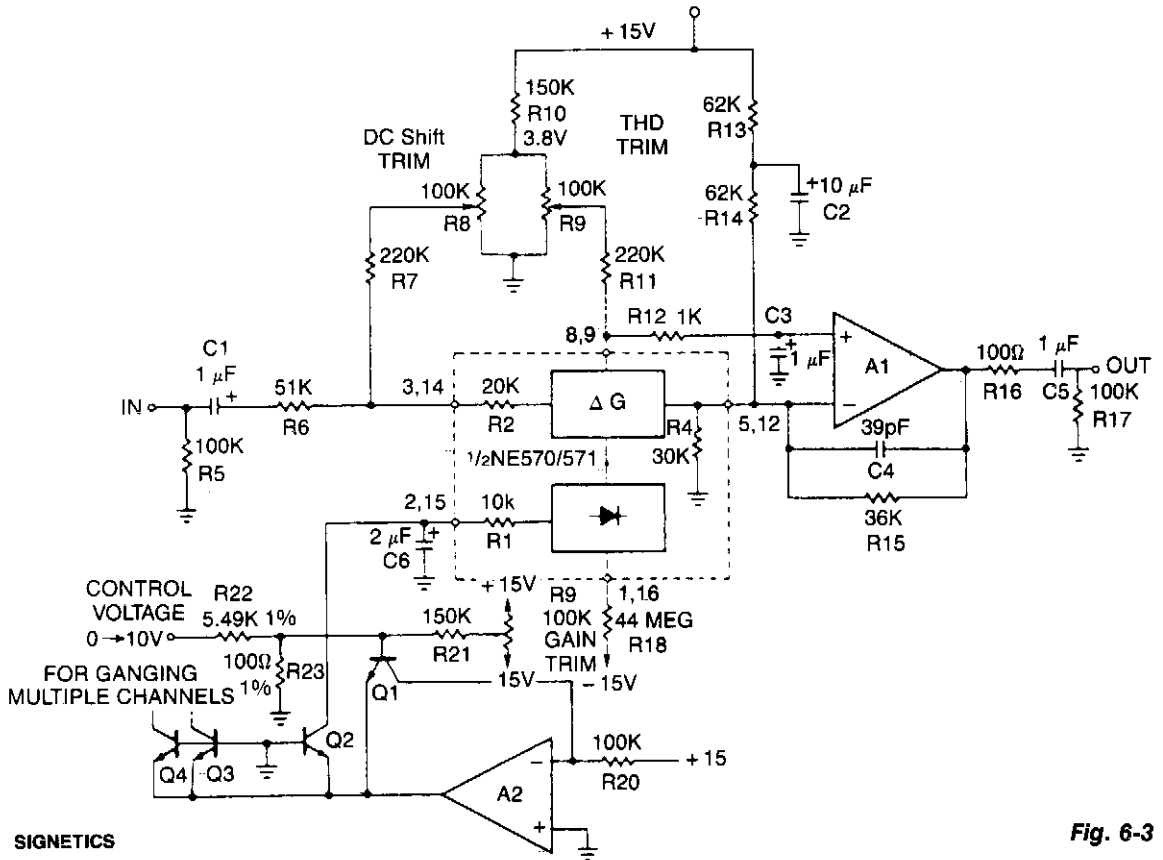 +15V
150K
R10
3.8V
DC Shift
TRIM
THD
TRIM
62K
R13
62K
R14
+10 µF
C2
100K
R8
100K
R9
220K
R7
220K
R11
R12 1K
8,9
C3
+
1 µF
+
A1
−
100Ω
R16
1 µF
C5
OUT
100K
R17
C1
1 µF
+
51K
R6
IN
100K
R5
3,14
20K
R2
Δ G
R4
30K
5,12
39pF
C4
36K
R15
1/2NE570/571
2,15
10k
R1
2 µF
+
C6
+15V
R9
100K
GAIN
TRIM
15V
1,16
44 MEG
R18
−15V
CONTROL
VOLTAGE
0→10V
R22
5.49K 1%
150K
R21
100Ω
1%
R23
FOR GANGING
MULTIPLE CHANNELS
Q1
Q2
Q4
Q3
A2
−
+
100K
R20
+15
SIGNETICS
Fig. 6-3